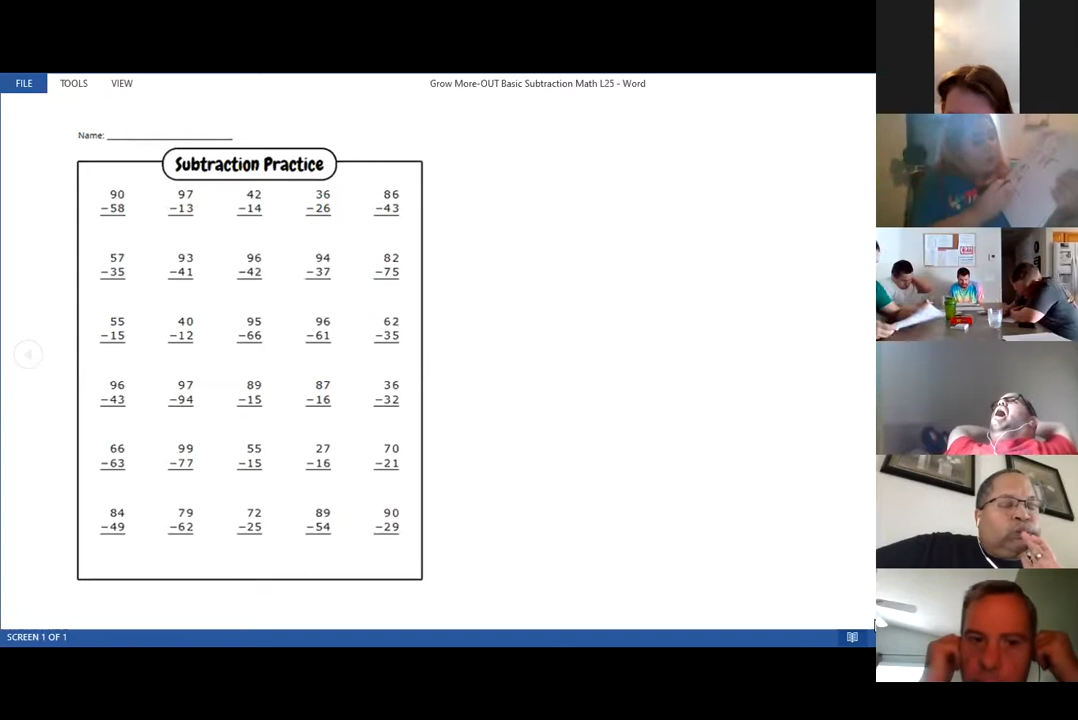 FILE TOOLS VIEW Grow More-OUT Basic Subtraction Math L25 - Word
Name: ___________________________
Subtraction Practice
90 97 42 36 86
-58 -13 -14 -26 -43
57 93 96 94 82
-35 -41 -42 -37 -75
55 40 95 96 62
-15 -12 -66 -61 -35
96 97 89 87 36
-43 -94 -15 -16 -32
66 99 55 27 70
-63 -77 -15 -16 -21
84 79 72 89 90
-49 -62 -25 -54 -29
SCREEN 1 OF 1